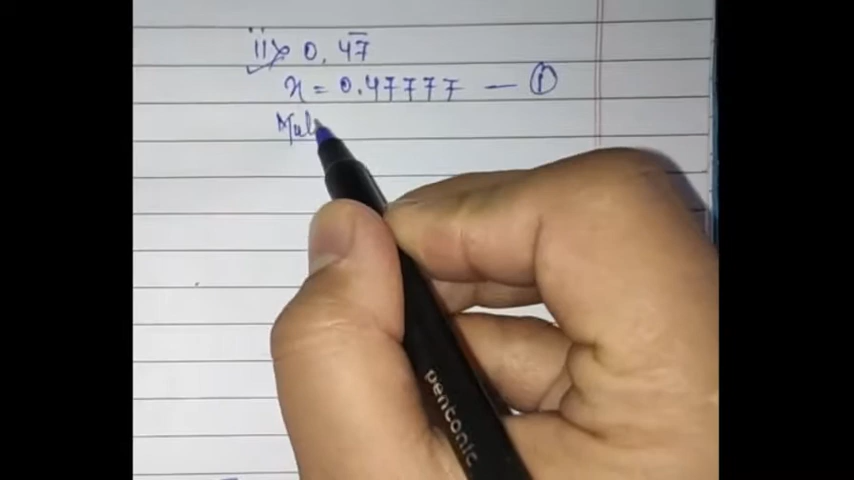 ii> 0.47̅
x = 0.47777 — ①
Mul
pentonic